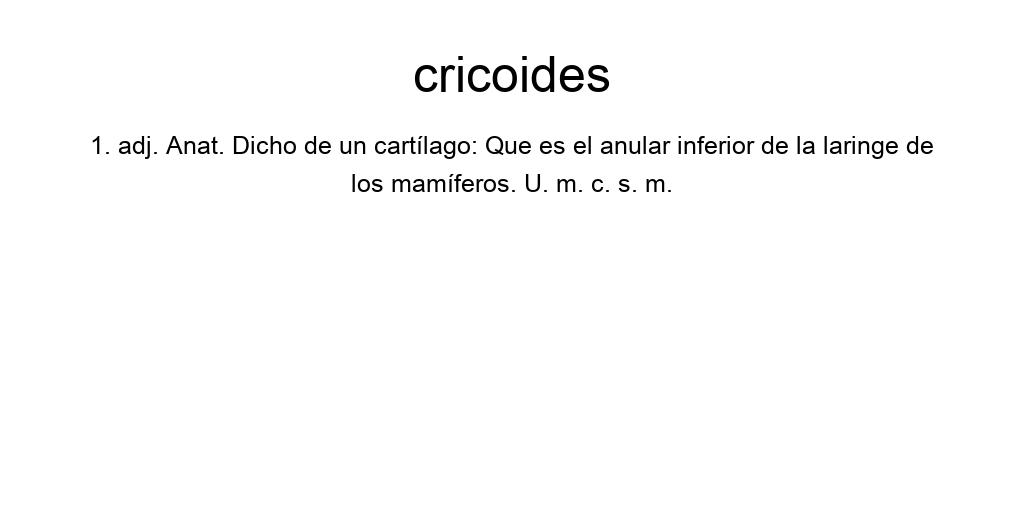 cricoides
1. adj. Anat. Dicho de un cartílago: Que es el anular inferior de la laringe de
los mamíferos. U. m. c. s. m.